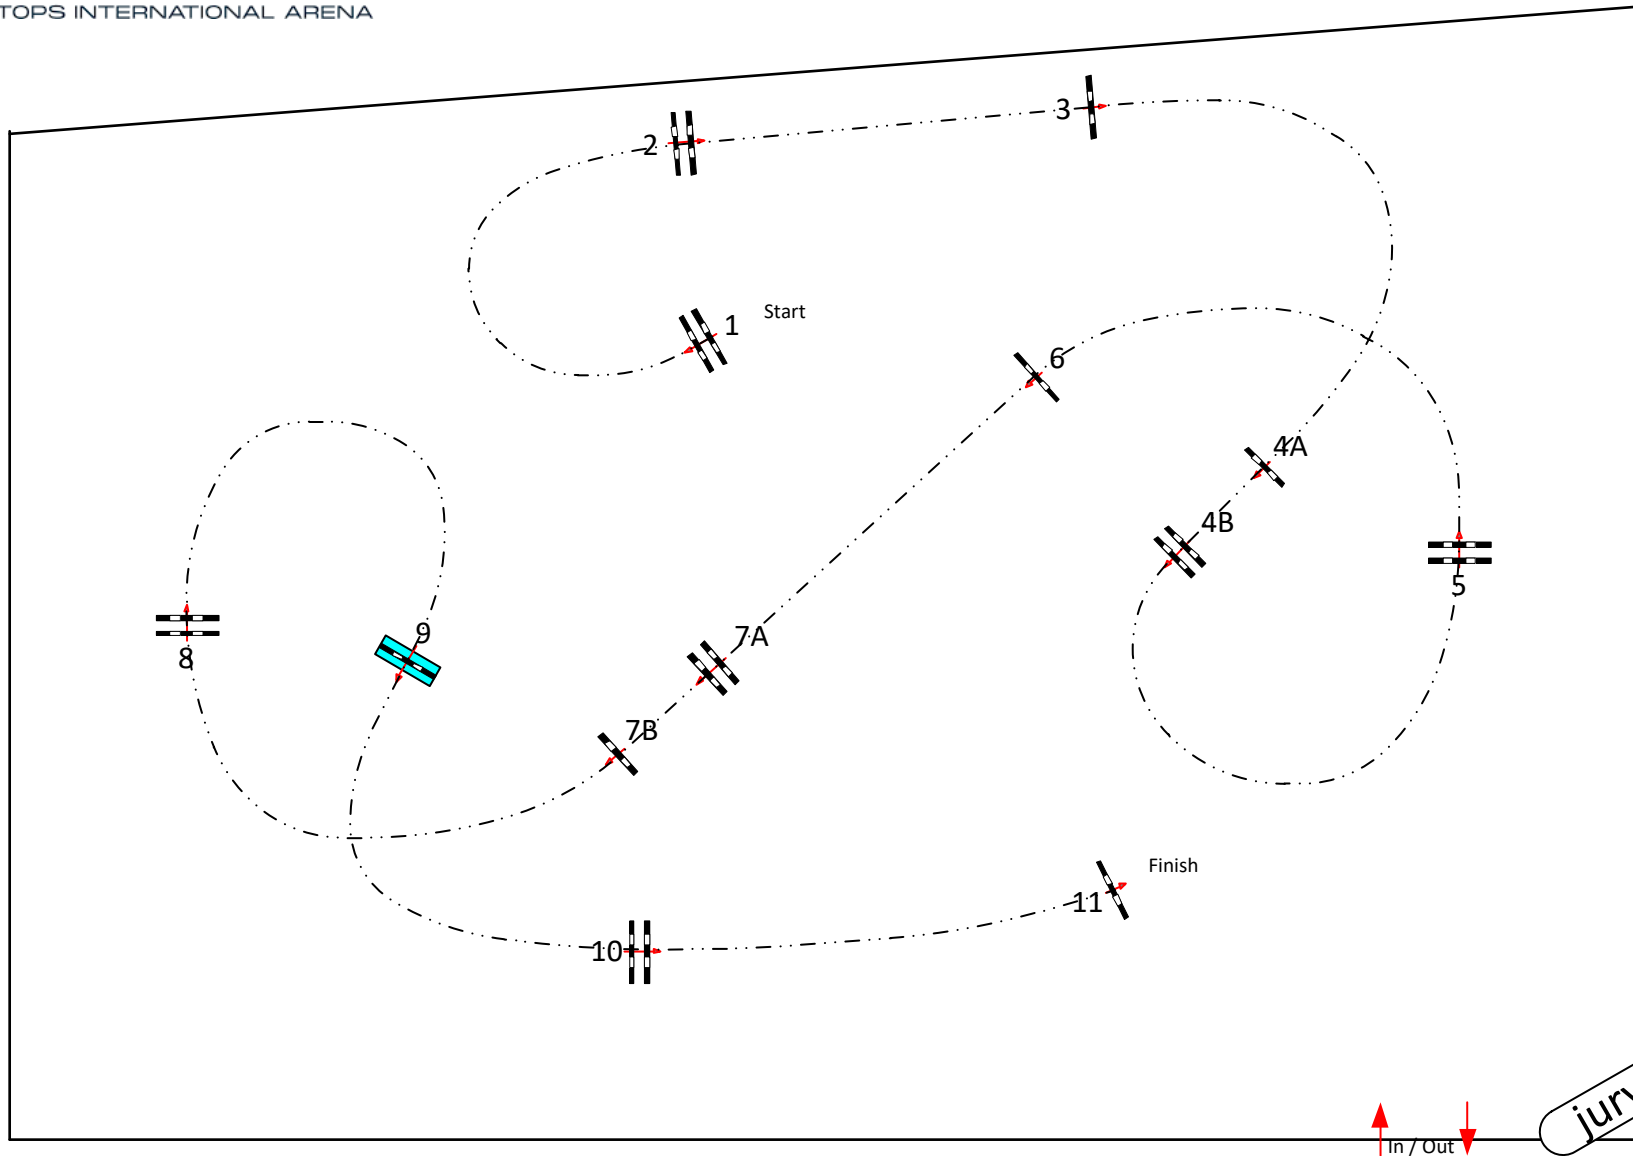 TOPS INTERNATIONAL ARENA
3
2
1
Start
6
4A
4B
5
9
8
7A
7B
Finish
11
10
jury
In / Out